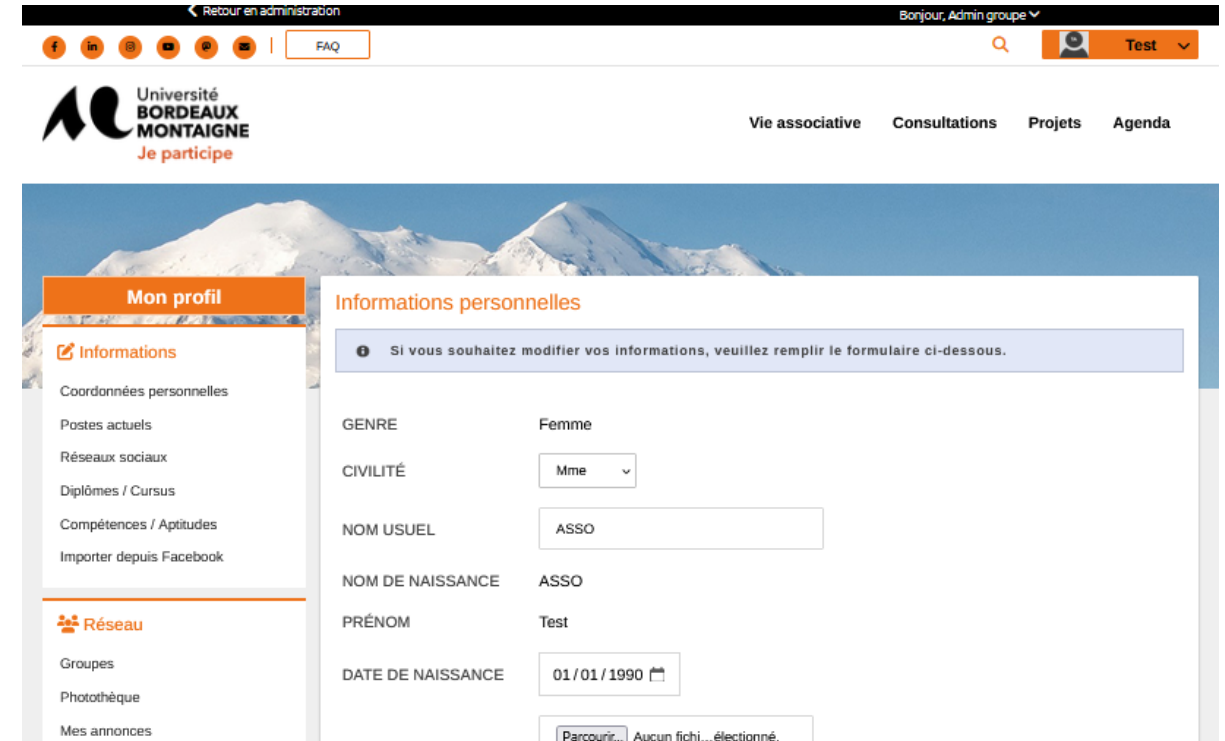 Retour en administration
Bonjour, Admin groupe
FAQ
Test
Université
BORDEAUX
MONTAIGNE
Je participe
Vie associative Consultations Projets Agenda
Mon profil
Informations
Coordonnées personnelles
Postes actuels
Réseaux sociaux
Diplômes / Cursus
Compétences / Aptitudes
Importer depuis Facebook
Réseau
Groupes
Photothèque
Mes annonces
Informations personnelles
Si vous souhaitez modifier vos informations, veuillez remplir le formulaire ci-dessous.
GENRE Femme
CIVILITÉ Mme
NOM USUEL ASSO
NOM DE NAISSANCE ASSO
PRÉNOM Test
DATE DE NAISSANCE 01/01/1990
Parcourir... Aucun fichi...électionné.